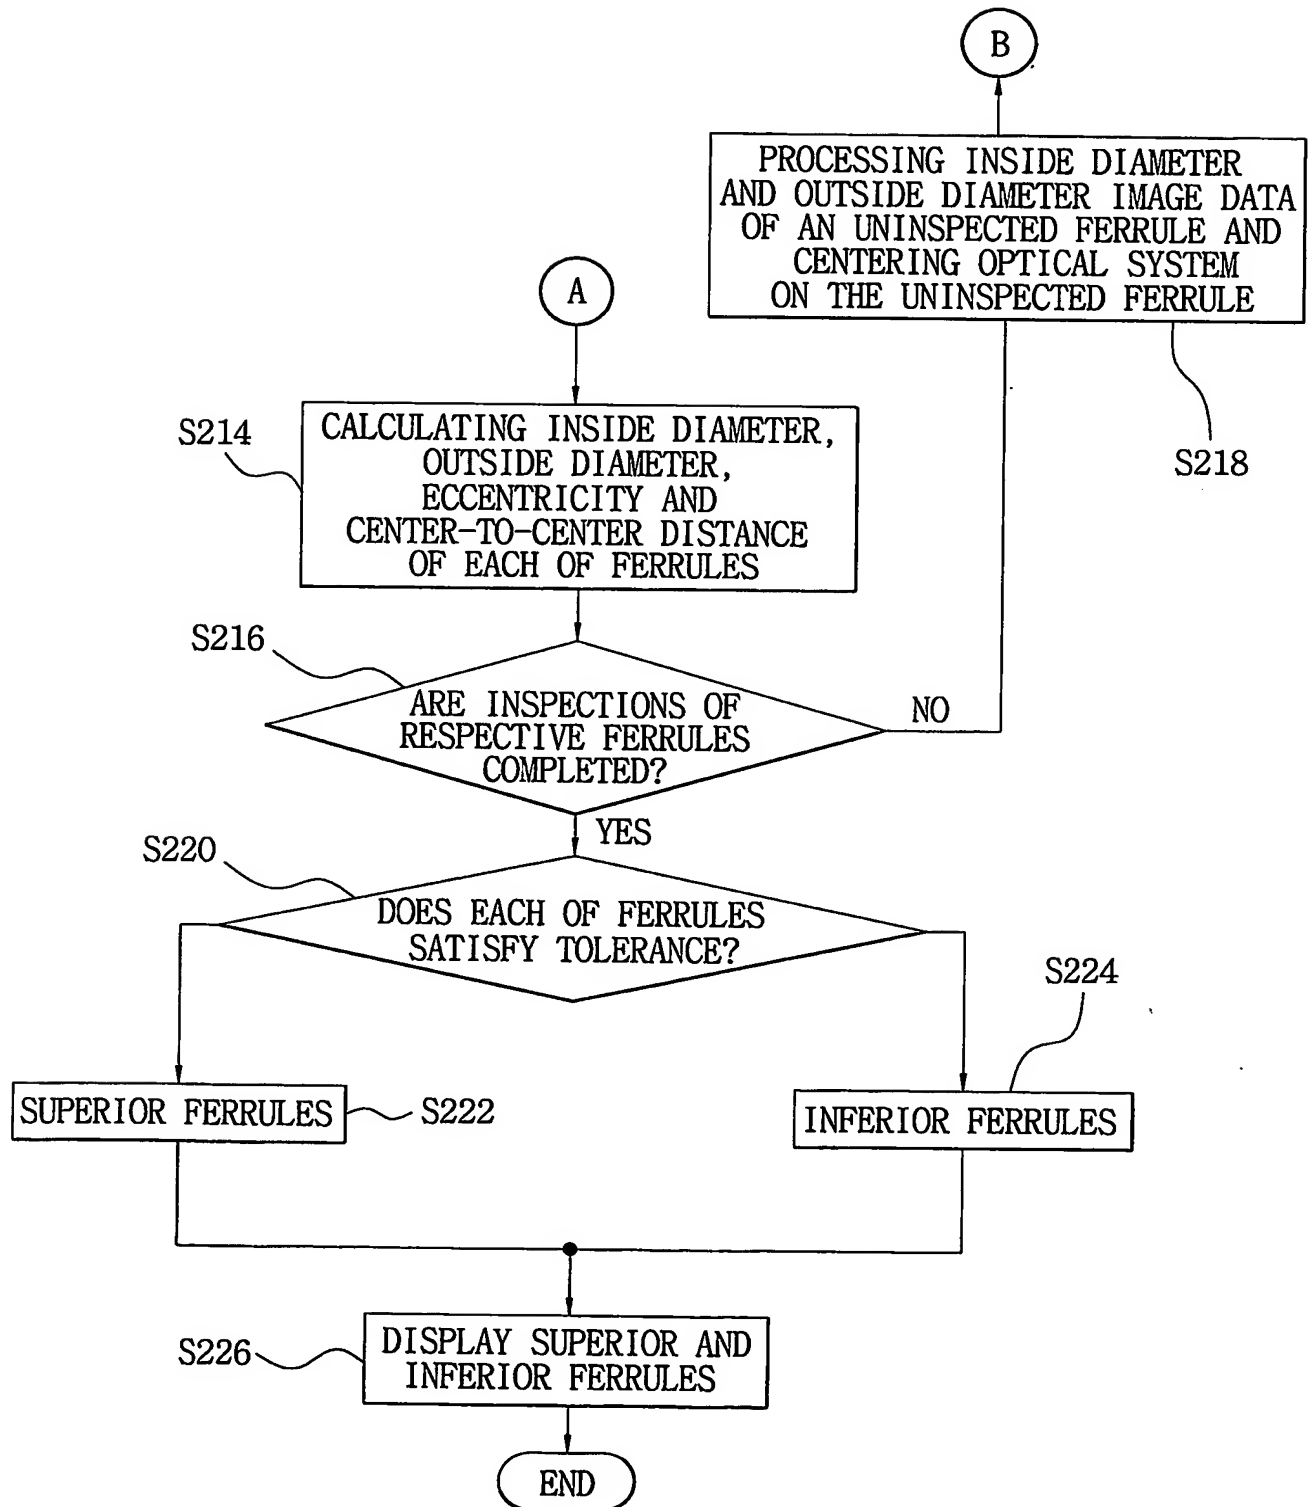 B
PROCESSING INSIDE DIAMETER
AND OUTSIDE DIAMETER IMAGE DATA
OF AN UNINSPECTED FERRULE AND
CENTERING OPTICAL SYSTEM
ON THE UNINSPECTED FERRULE
S218
A
S214
CALCULATING INSIDE DIAMETER,
OUTSIDE DIAMETER,
ECCENTRICITY AND
CENTER-TO-CENTER DISTANCE
OF EACH OF FERRULES
S216
ARE INSPECTIONS OF
RESPECTIVE FERRULES
COMPLETED?
NO
YES
S220
DOES EACH OF FERRULES
SATISFY TOLERANCE?
S224
SUPERIOR FERRULES
S222
INFERIOR FERRULES
S226
DISPLAY SUPERIOR AND
INFERIOR FERRULES
END